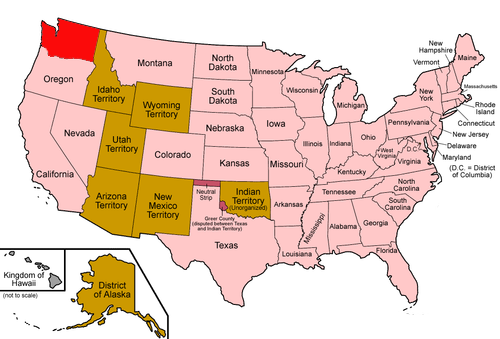 New
Hampshire
Vermont
Maine
Massachusetts
Rhode
Island
Connecticut
New Jersey
Delaware
Maryland
(D.C. = District
of Columbia)
Montana
North
Dakota
Minnesota
Oregon
Idaho
Territory
South
Dakota
Wisconsin
Michigan
New
York
Wyoming
Territory
Nebraska
Iowa
Pennsylvania
Nevada
Utah
Territory
Colorado
Kansas
Missouri
Illinois
Indiana
Ohio
West
Virginia
D.C.
Virginia
Kentucky
California
Arizona
Territory
New Mexico
Territory
Neutral
Strip
Indian
Territory
(Unorganized)
Greer County
(disputed between Texas
and Indian Territory)
Arkansas
Tennessee
North
Carolina
South
Carolina
Mississippi
Alabama
Georgia
Texas
Louisiana
Florida
Kingdom of
Hawaii
(not to scale)
District
of Alaska